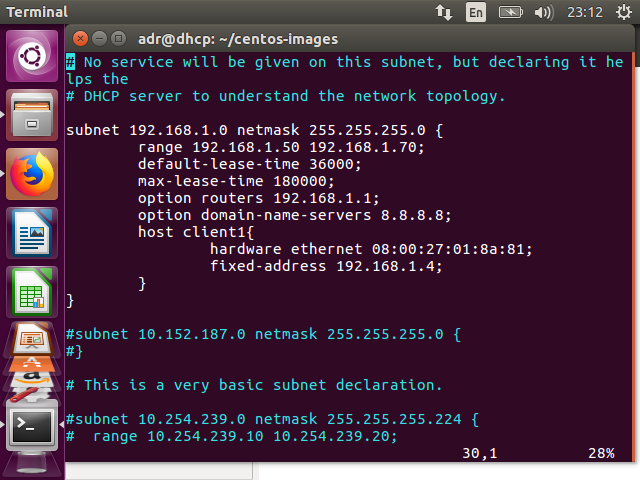 Terminal
En
23:12
adr@dhcp: ~/centos-images
# No service will be given on this subnet, but declaring it he
lps the
# DHCP server to understand the network topology.
subnet 192.168.1.0 netmask 255.255.255.0 {
range 192.168.1.50 192.168.1.70;
default-lease-time 36000;
max-lease-time 180000;
option routers 192.168.1.1;
option domain-name-servers 8.8.8.8;
host client1{
hardware ethernet 08:00:27:01:8a:81;
fixed-address 192.168.1.4;
}
}
#subnet 10.152.187.0 netmask 255.255.255.0 {
#}
# This is a very basic subnet declaration.
#subnet 10.254.239.0 netmask 255.255.255.224 {
#  range 10.254.239.10 10.254.239.20;
30,1 28%